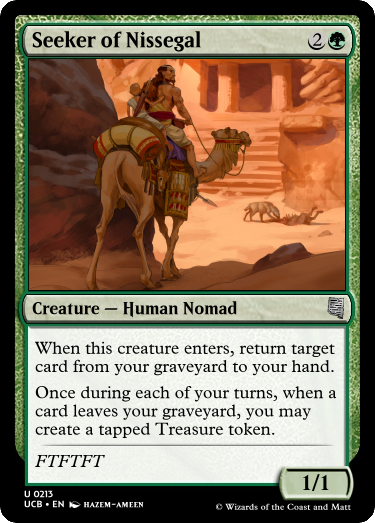 Seeker of Nissegal 2
Creature — Human Nomad
When this creature enters, return target
card from your graveyard to your hand.
Once during each of your turns, when a
card leaves your graveyard, you may
create a tapped Treasure token.
FTFTFT
1/1
U 0213
UCB • EN HAZEM-AMEEN
© Wizards of the Coast and Matt